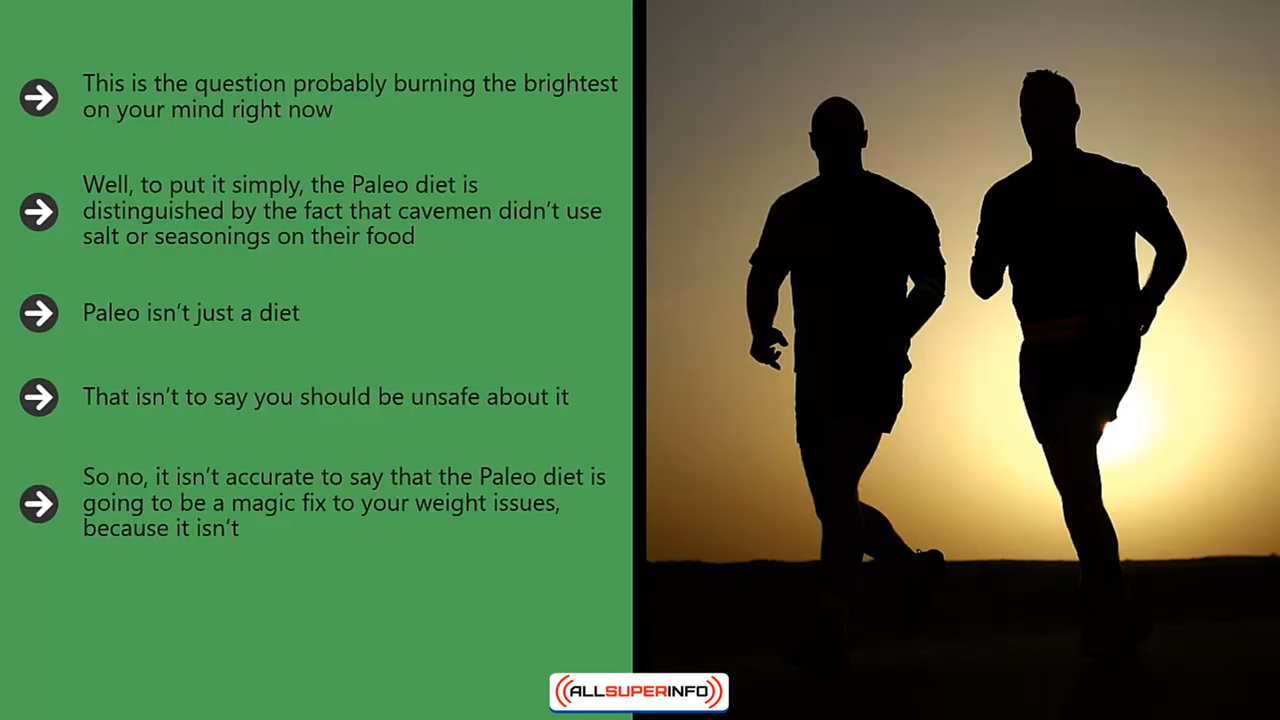 This is the question probably burning the brightest
on your mind right now
Well, to put it simply, the Paleo diet is
distinguished by the fact that cavemen didn't use
salt or seasonings on their food
Paleo isn't just a diet
That isn't to say you should be unsafe about it
So no, it isn't accurate to say that the Paleo diet is
going to be a magic fix to your weight issues,
because it isn't
ALLSUPERINFO